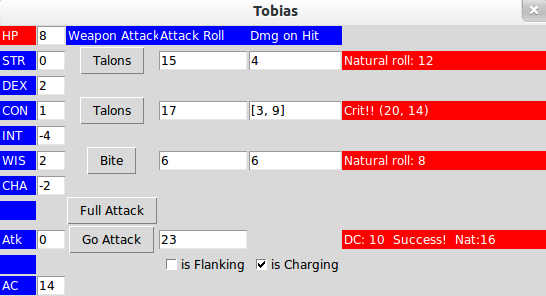 Tobias
HP 8 Weapon Attack Attack Roll Dmg on Hit
STR 0 Talons 15 4 Natural roll: 12
DEX 2
CON 1 Talons 17 [3, 9] Crit!! (20, 14)
INT -4
WIS 2 Bite 6 6 Natural roll: 8
CHA -2
Full Attack
Atk 0 Go Attack 23 DC: 10 Success! Nat:16
is Flanking is Charging
AC 14